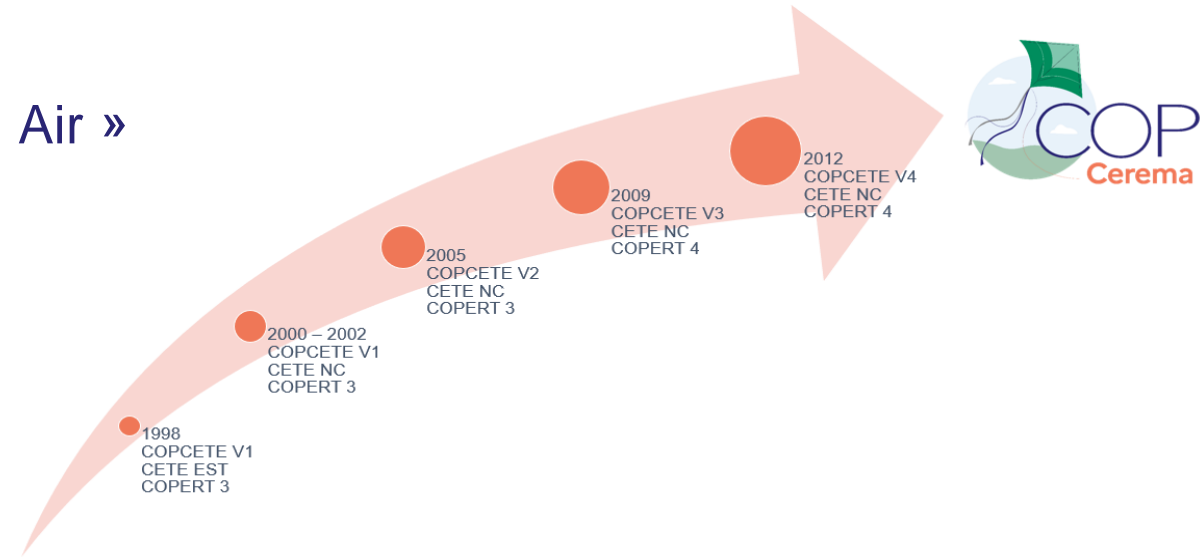 Air »
1998
COPCETE V1
CETE EST
COPERT 3
2000 – 2002
COPCETE V1
CETE NC
COPERT 3
2005
COPCETE V2
CETE NC
COPERT 3
2009
COPCETE V3
CETE NC
COPERT 4
2012
COPCETE V4
CETE NC
COPERT 4
COP
Cerema